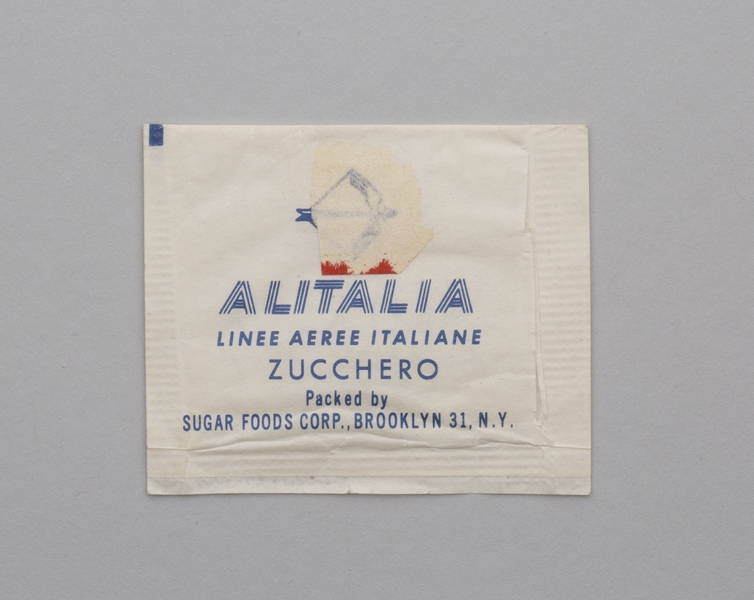 ALITALIA
LINEE AEREE ITALIANE
ZUCCHERO
Packed by
SUGAR FOODS CORP., BROOKLYN 31, N.Y.